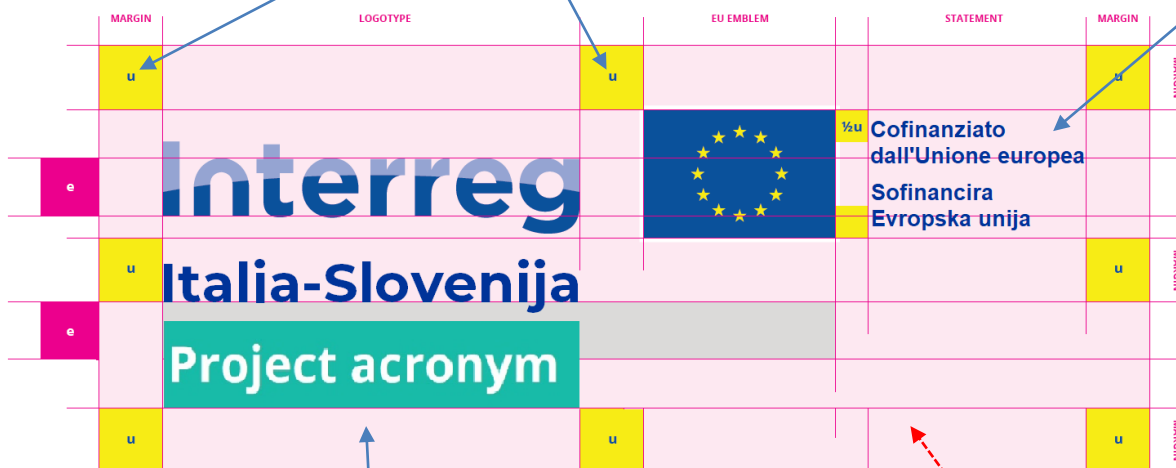 MARGIN LOGOTYPE EU EMBLEM STATEMENT MARGIN
u u u
½u Cofinanziato
dall'Unione europea
Interreg
e
Sofinancira
Evropska unija
u Italia-Slovenija u
e
Project acronym
u u u